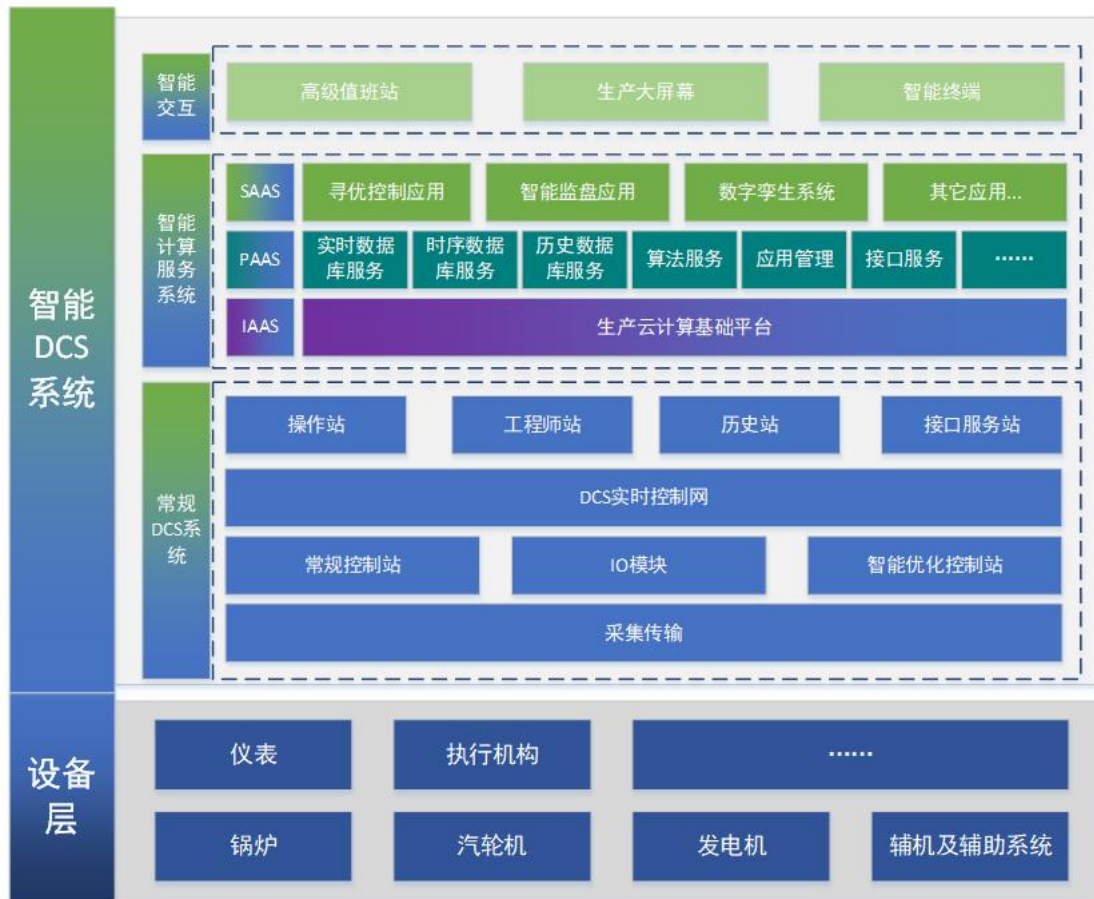 智能
DCS
系统
智能
交互
高级值班站
生产大屏幕
智能终端
智能
计算
服务
系统
SAAS
寻优控制应用
智能监盘应用
数字孪生系统
其它应用...
PAAS
实时数据
库服务
时序数据
库服务
历史数据
库服务
算法服务
应用管理
接口服务
······
IAAS
生产云计算基础平台
常规
DCS系
统
操作站
工程师站
历史站
接口服务站
DCS实时控制网
常规控制站
IO模块
智能优化控制站
采集传输
设备
层
仪表
执行机构
······
锅炉
汽轮机
发电机
辅机及辅助系统